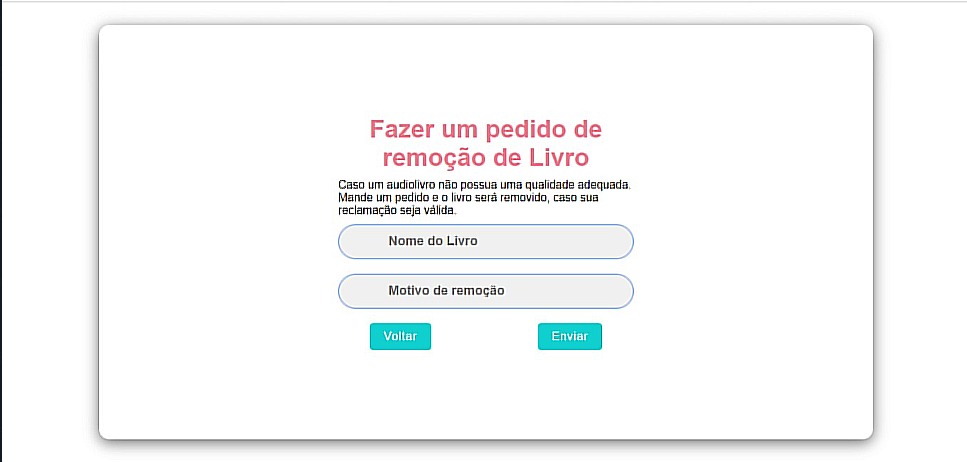 Fazer um pedido de
remoção de Livro
Caso um audiolivro não possua uma qualidade adequada.
Mande um pedido e o livro será removido, caso sua
reclamação seja válida.
Nome do Livro
Motivo de remoção
Voltar
Enviar